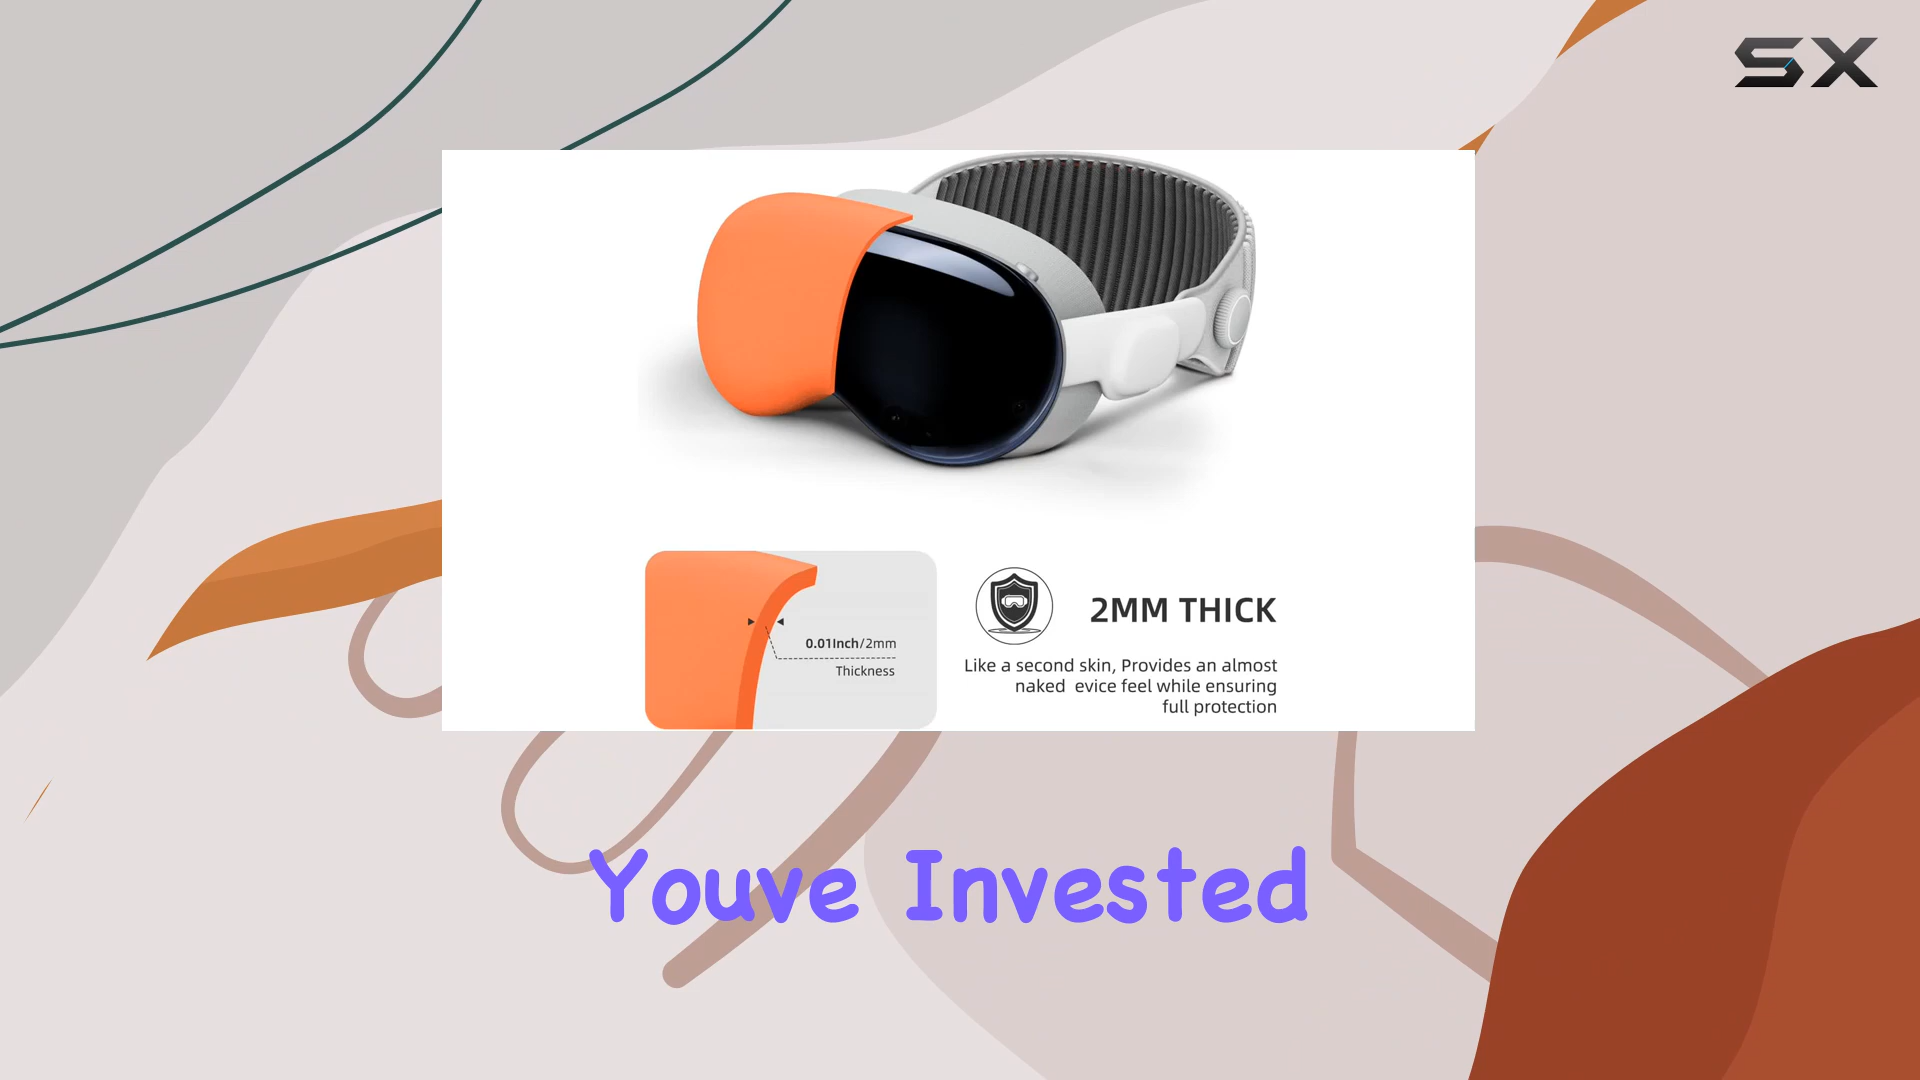 SX
0.01Inch/2mm
Thickness
2MM THICK
Like a second skin, Provides an almost
naked  evice feel while ensuring
full protection
Youve Invested